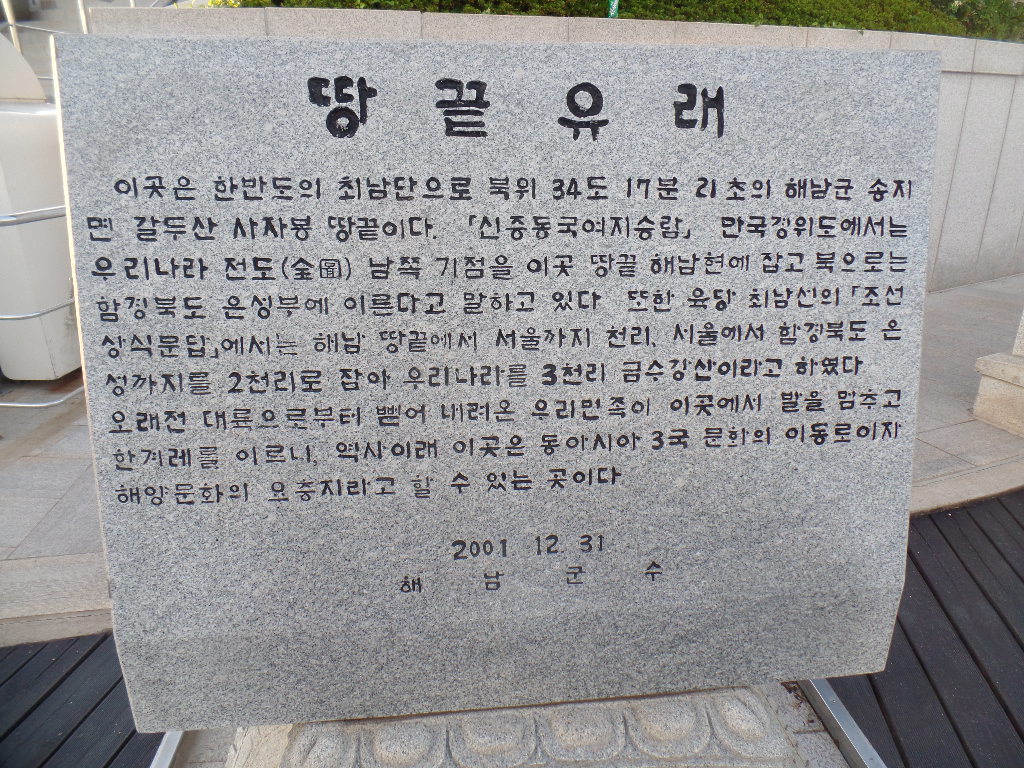 땅끝유래
이곳은 한반도의 최남단으로 북위 34도 17분 21초의 해남군 송지
면 갈두산 사자봉 땅끝이다. 「신증동국여지승람」 만국경위도에서는
우리나라 전도(全圖) 남쪽 기점을 이곳 땅끝 해남현에 잡고 북으로는
함경북도 온성부에 이른다고 말하고 있다 또한 육당 최남선의 「조선
상식문답」에서는 해남 땅끝에서 서울까지 천리, 서울에서 함경북도 온
성까지를 2천리로 잡아 우리나라를 3천리 금수강산이라고 하였다
오래전 대륙으로부터 뻗어 내려온 우리민족이 이곳에서 발을 멈추고
한겨레를 이루니, 역사이래 이곳은 동아시아 3국 문화의 이동로이자
해양문화의 요충지라고 할 수 있는 곳이다
2001 12. 31
해남군수